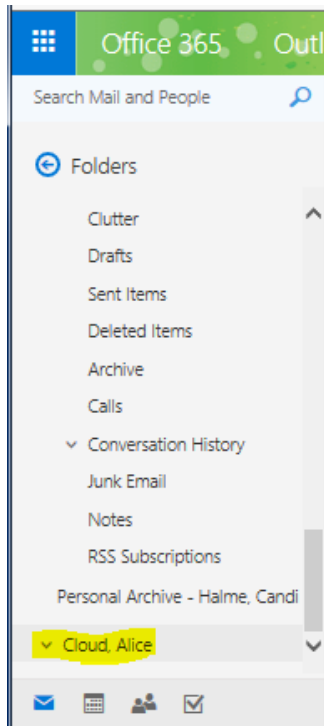 Office 365 Outl
Search Mail and People
Folders
Clutter
Drafts
Sent Items
Deleted Items
Archive
Calls
Conversation History
Junk Email
Notes
RSS Subscriptions
Personal Archive - Halme, Candi
Cloud, Alice